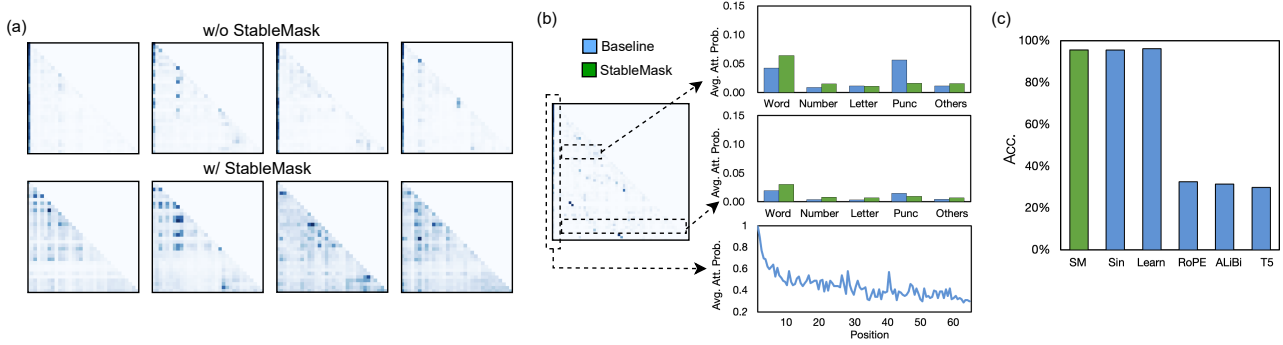 (a)
w/o StableMask
w/ StableMask
(b)
Baseline
StableMask
Avg. Att. Prob.
0.15
0.10
0.05
0.00
Word Number Letter Punc Others
Avg. Att. Prob.
0.15
0.10
0.05
0.00
Word Number Letter Punc Others
Avg. Att. Prob.
1
0.8
0.6
0.4
0.2
10 20 30 40 50 60
Position
(c)
Acc.
100%
80%
60%
40%
20%
0%
SM Sin Learn RoPE ALiBi T5